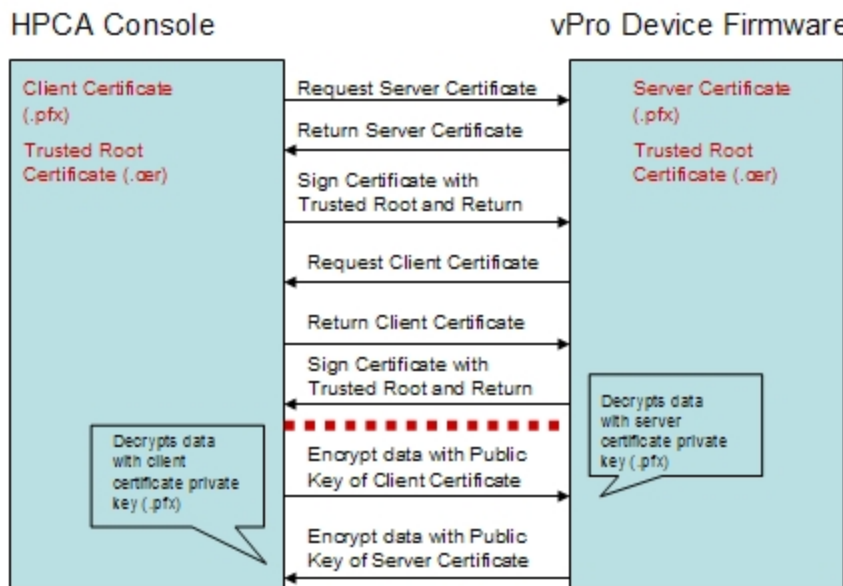 HPCA Console
vPro Device Firmware
Client Certificate
(.pfx)
Trusted Root
Certificate (.cer)
Request Server Certificate
Return Server Certificate
Sign Certificate with
Trusted Root and Return
Request Client Certificate
Return Client Certificate
Sign Certificate with
Trusted Root and Return
Encrypt data with Public
Key of Client Certificate
Encrypt data with Public
Key of Server Certificate
Server Certificate
(.pfx)
Trusted Root
Certificate (.cer)
Decrypts data
with client
certificate private
key (.pfx)
Decrypts data
with server
certificate private
key (.pfx)